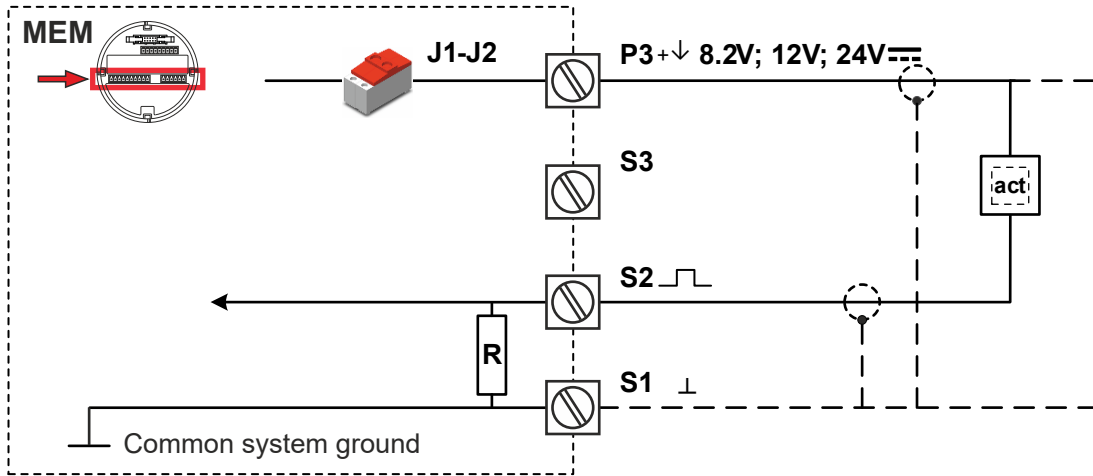 MEM
J1-J2
P3 +↓ 8.2V; 12V; 24V
S3
act
S2
R
S1
Common system ground